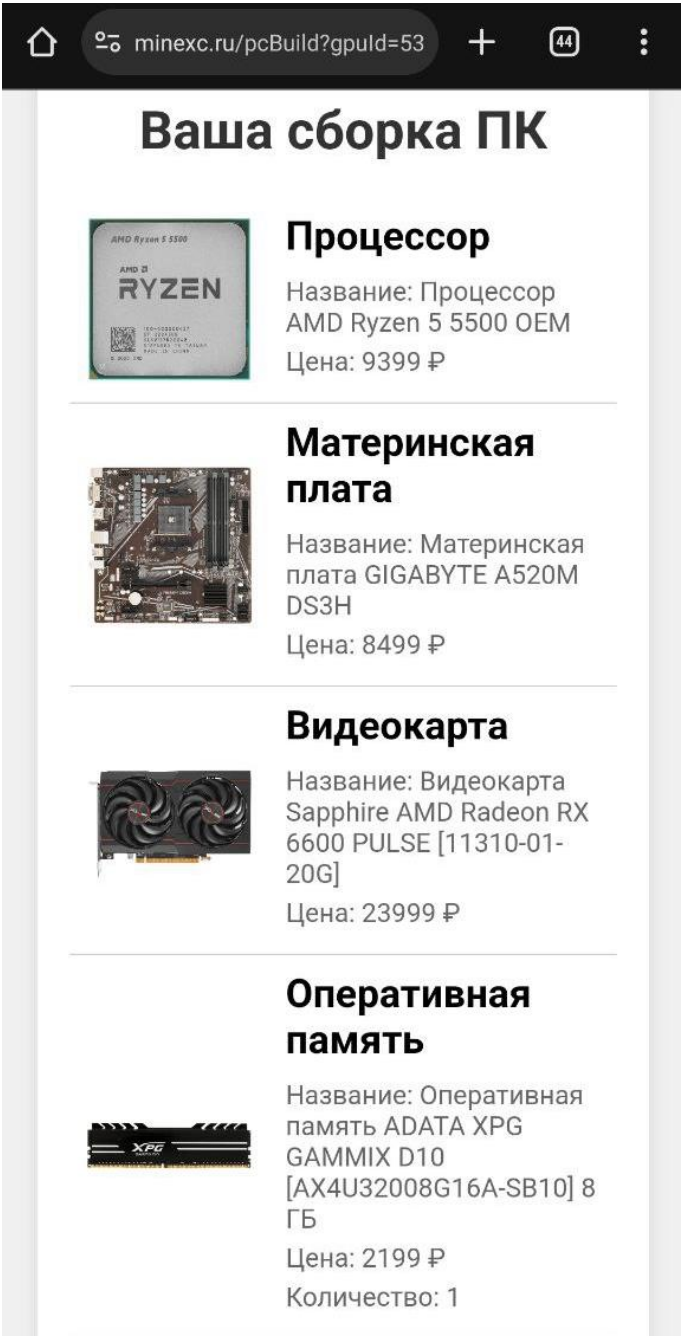 minexc.ru/pcBuild?gpuId=53
44
Ваша сборка ПК
AMD Ryzen 5 5500
AMD
RYZEN
Процессор
Название: Процессор
AMD Ryzen 5 5500 OEM
Цена: 9399 ₽
Материнская
плата
Название: Материнская
плата GIGABYTE A520M
DS3H
Цена: 8499 ₽
Видеокарта
Название: Видеокарта
Sapphire AMD Radeon RX
6600 PULSE [11310-01-
20G]
Цена: 23999 ₽
Оперативная
память
XPG
Название: Оперативная
память ADATA XPG
GAMMIX D10
[AX4U32008G16A-SB10] 8
ГБ
Цена: 2199 ₽
Количество: 1